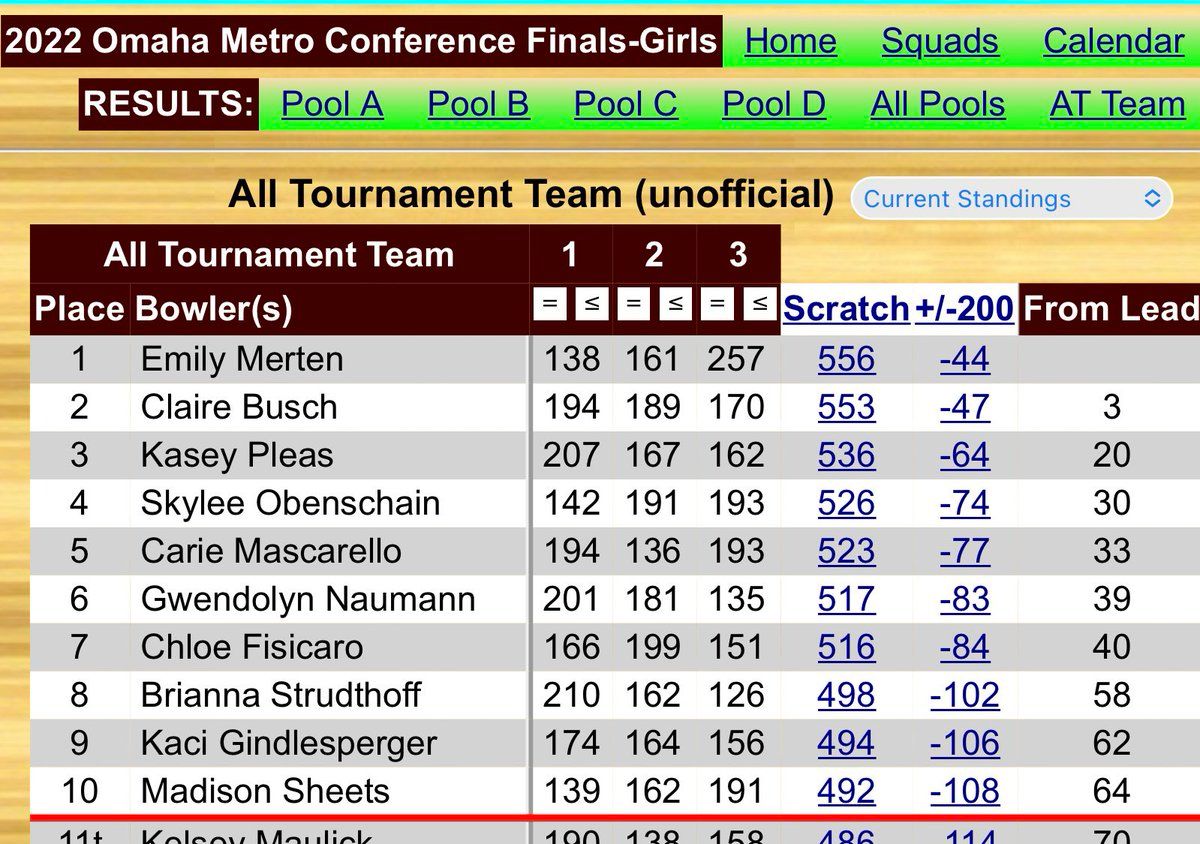 2022 Omaha Metro Conference Finals-Girls Home Squads Calendar
RESULTS: Pool A Pool B Pool C Pool D All Pools AT Team
All Tournament Team (unofficial) Current Standings
All Tournament Team 1 2 3
Place Bowler(s) = ≤ = ≤ = ≤ Scratch +/-200 From Lead
1 Emily Merten 138 161 257 556 -44
2 Claire Busch 194 189 170 553 -47 3
3 Kasey Pleas 207 167 162 536 -64 20
4 Skylee Obenschain 142 191 193 526 -74 30
5 Carie Mascarello 194 136 193 523 -77 33
6 Gwendolyn Naumann 201 181 135 517 -83 39
7 Chloe Fisicaro 166 199 151 516 -84 40
8 Brianna Strudthoff 210 162 126 498 -102 58
9 Kaci Gindlesperger 174 164 156 494 -106 62
10 Madison Sheets 139 162 191 492 -108 64
11t Kelsey Maulick 190 138 158 486 -114 70